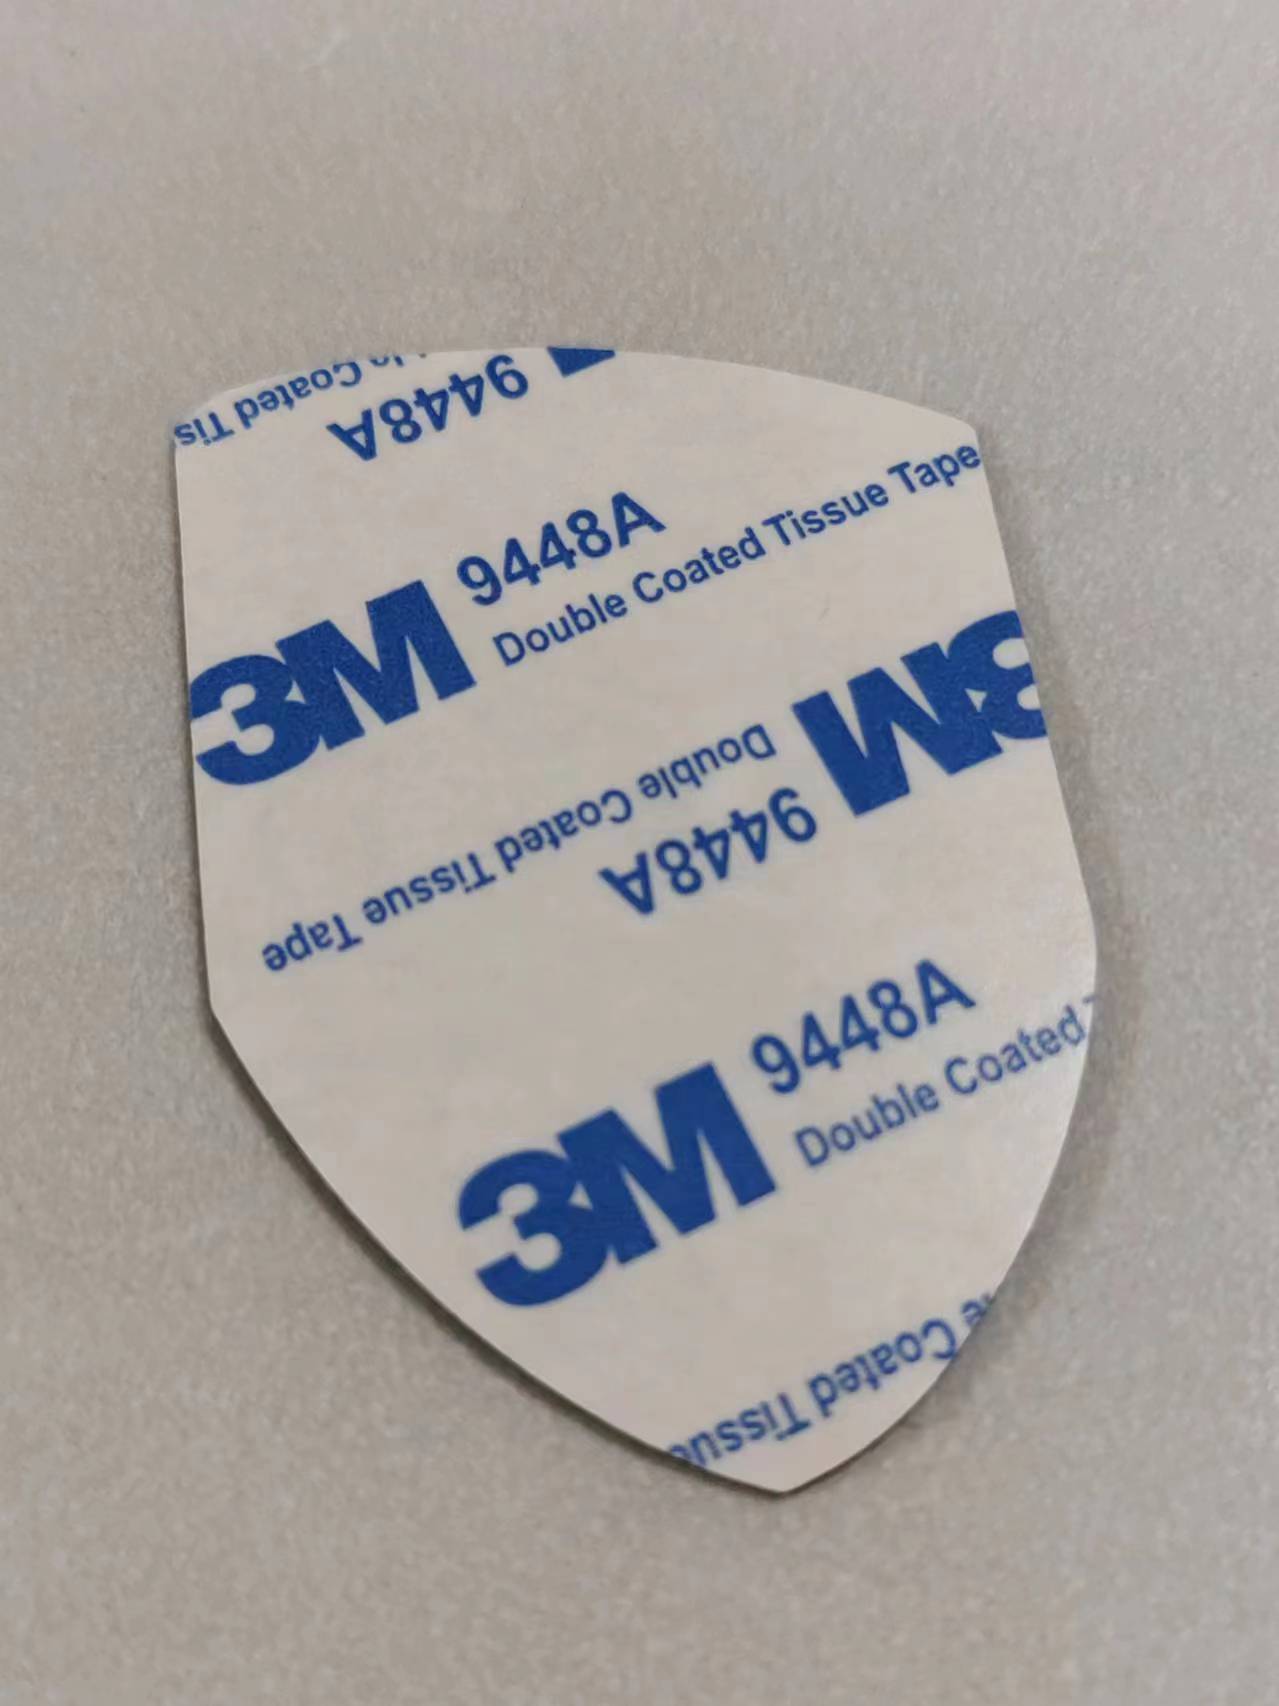 Coated Tis
9448A
3M 9448A
Double Coated Tissue Tape
3M
Double Coated Tissue Tape
9448A
3M 9448A
Double Coated
Coated Tissue